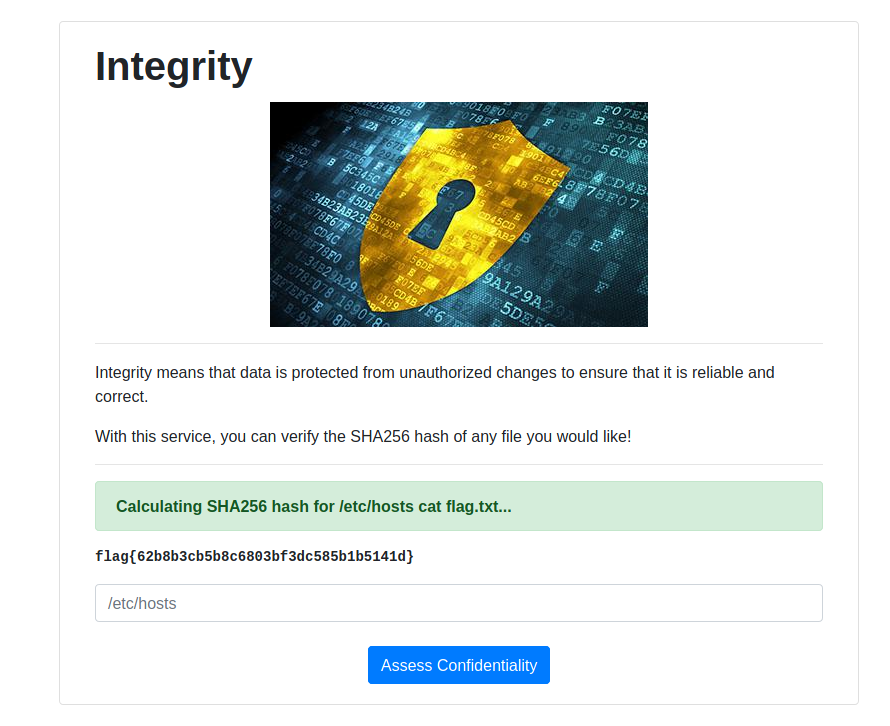 Integrity
Integrity means that data is protected from unauthorized changes to ensure that it is reliable and
correct.
With this service, you can verify the SHA256 hash of any file you would like!
Calculating SHA256 hash for /etc/hosts cat flag.txt...
flag{62b8b3cb5b8c6803bf3dc585b1b5141d}
/etc/hosts
Assess Confidentiality